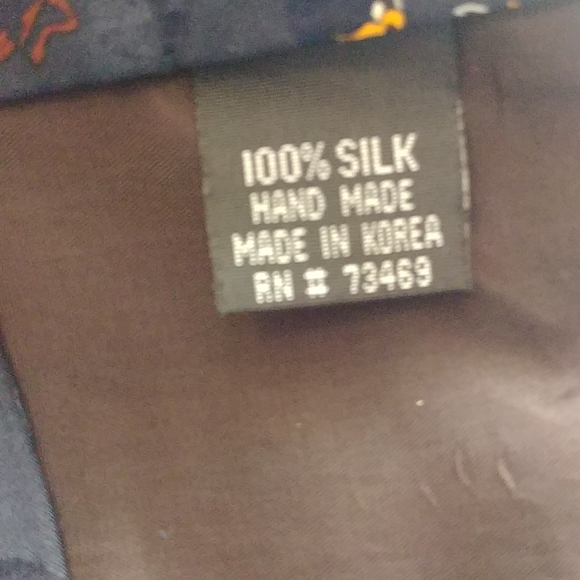 100% SILK
HAND MADE
MADE IN KOREA
RN # 73469